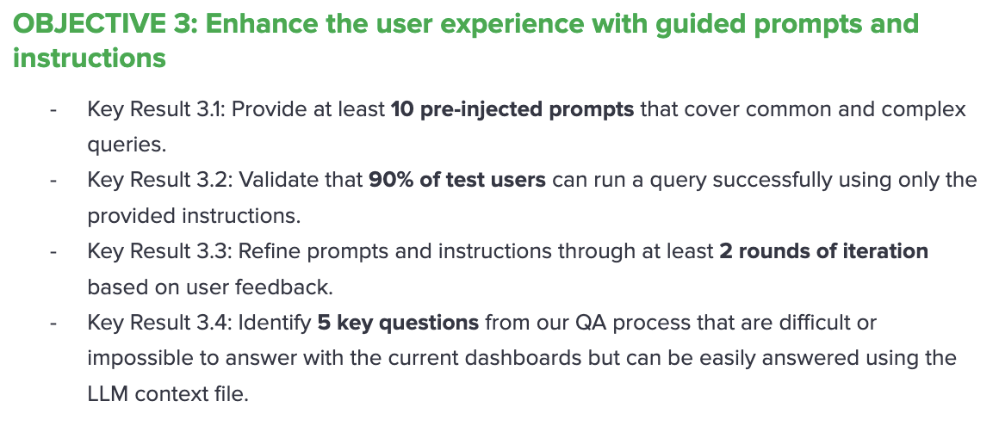 OBJECTIVE 3: Enhance the user experience with guided prompts and
instructions
- Key Result 3.1: Provide at least 10 pre-injected prompts that cover common and complex
queries.
- Key Result 3.2: Validate that 90% of test users can run a query successfully using only the
provided instructions.
- Key Result 3.3: Refine prompts and instructions through at least 2 rounds of iteration
based on user feedback.
- Key Result 3.4: Identify 5 key questions from our QA process that are difficult or
impossible to answer with the current dashboards but can be easily answered using the
LLM context file.